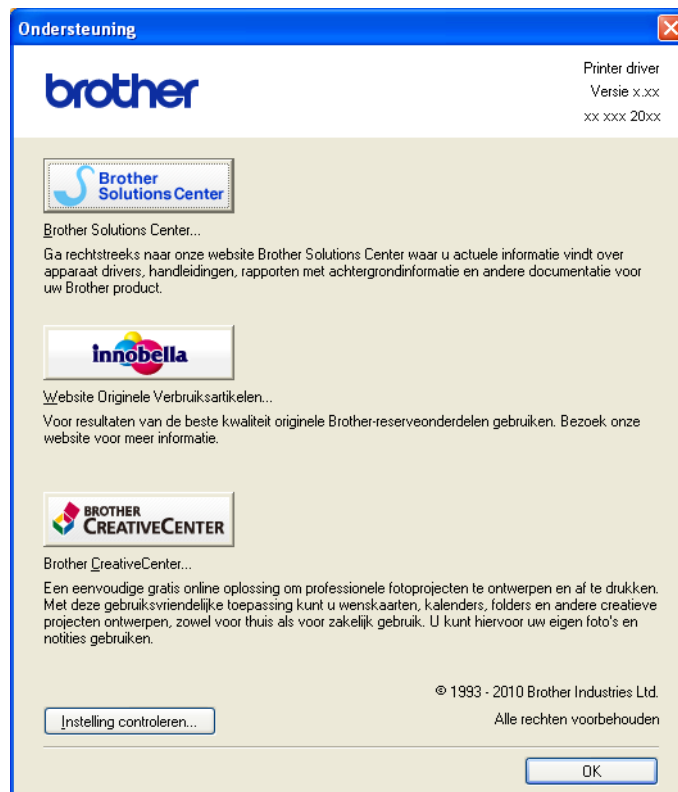 Ondersteuning
brother
Printer driver
Versie x.xx
xx xxx 20xx
Brother
Solutions Center
Brother Solutions Center...
Ga rechtstreeks naar onze website Brother Solutions Center waar u actuele informatie vindt over
apparaat drivers, handleidingen, rapporten met achtergrondinformatie en andere documentatie voor
uw Brother product.
innobella
Website Originele Verbruiksartikelen...
Voor resultaten van de beste kwaliteit originele Brother-reserveonderdelen gebruiken. Bezoek onze
website voor meer informatie.
BROTHER
CREATIVECENTER
Brother CreativeCenter...
Een eenvoudige gratis online oplossing om professionele fotoprojecten te ontwerpen en af te drukken.
Met deze gebruiksvriendelijke toepassing kunt u wenskaarten, kalenders, folders en andere creatieve
projecten ontwerpen, zowel voor thuis als voor zakelijk gebruik. U kunt hiervoor uw eigen foto's en
notities gebruiken.
© 1993 - 2010 Brother Industries Ltd.
Instelling controleren...
Alle rechten voorbehouden
OK